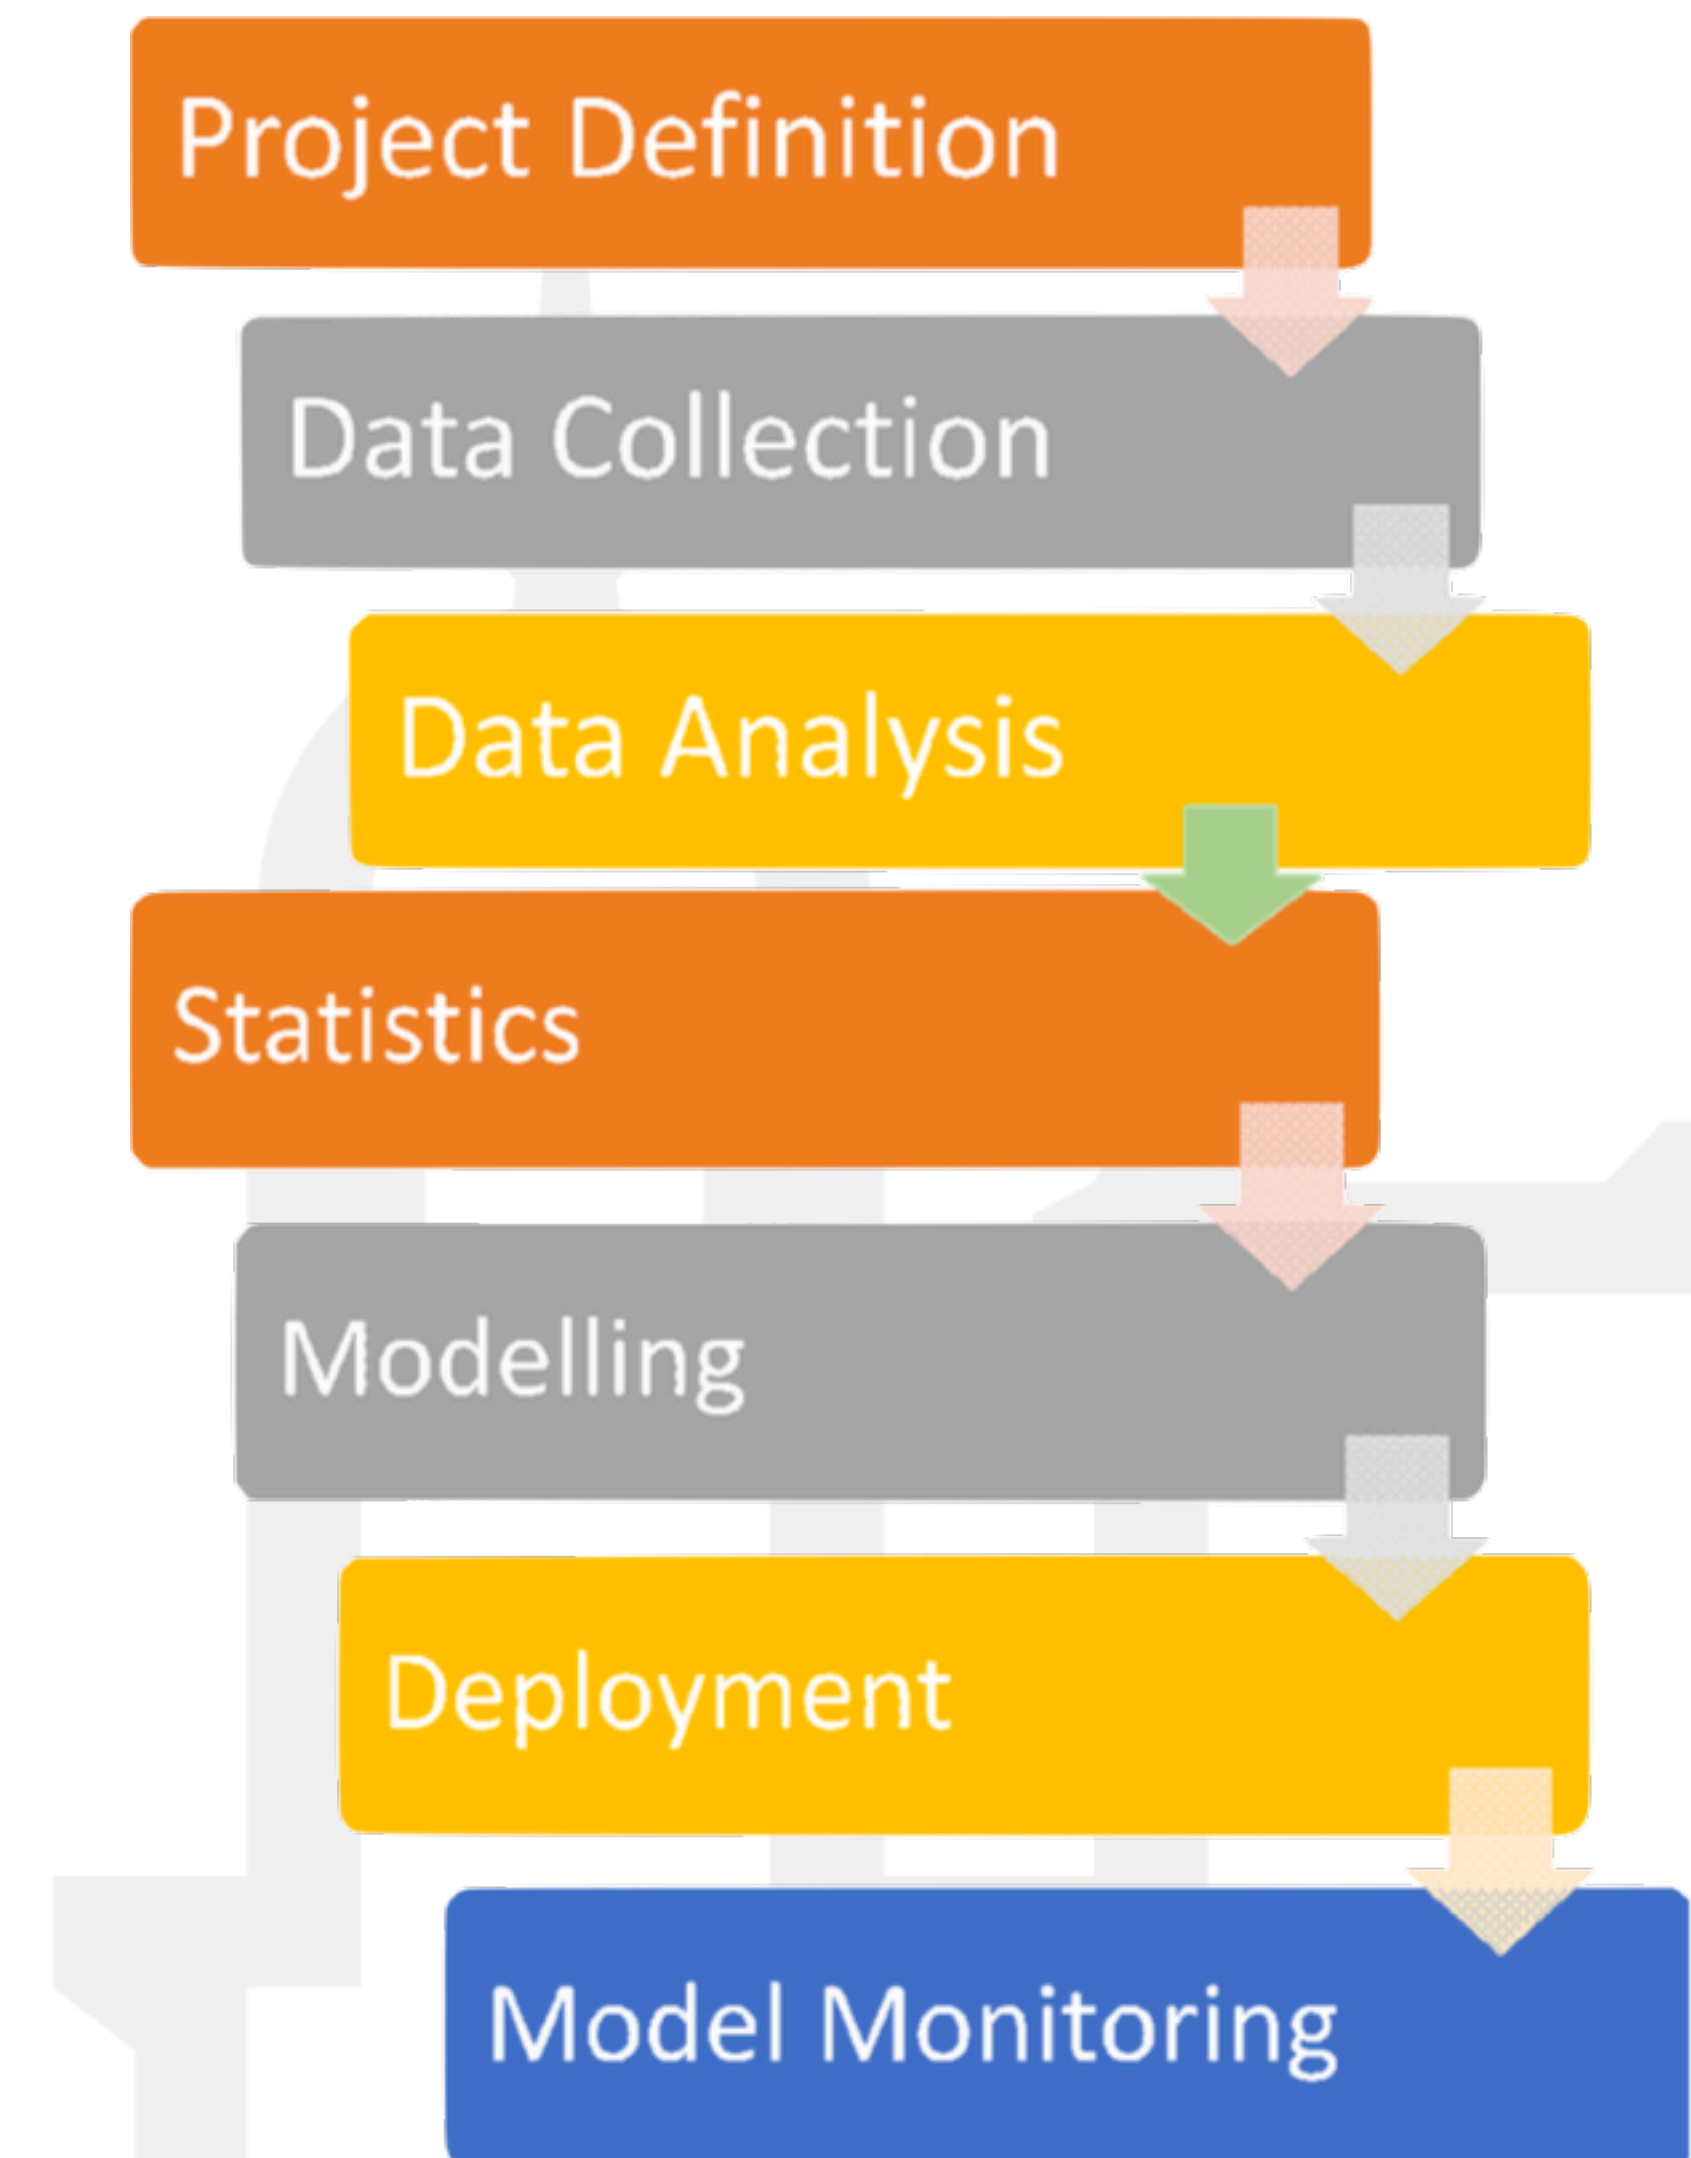 Project Definition
Data Collection
Data Analysis
Statistics
Modelling
Deployment
Model Monitoring